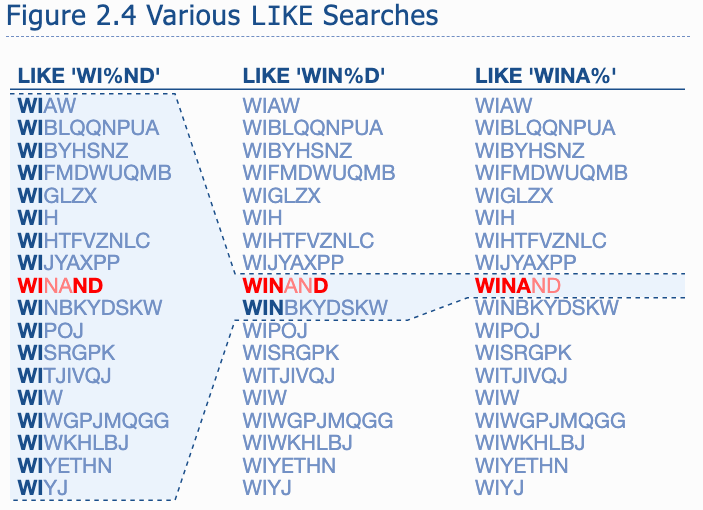 Figure 2.4 Various LIKE Searches
LIKE 'WI%ND' LIKE 'WIN%D' LIKE 'WINA%'
WIAW WIAW WIAW
WIBLQQNPUA WIBLQQNPUA WIBLQQNPUA
WIBYHSNZ WIBYHSNZ WIBYHSNZ
WIFMDWUQMB WIFMDWUQMB WIFMDWUQMB
WIGLZX WIGLZX WIGLZX
WIH WIH WIH
WIHTFVZNLC WIHTFVZNLC WIHTFVZNLC
WIJYAXPP WIJYAXPP WIJYAXPP
WINAND WINAND WINAND
WINBKYDSKW WINBKYDSKW WINBKYDSKW
WIPOJ WIPOJ WIPOJ
WISRGPK WISRGPK WISRGPK
WITJIVQJ WITJIVQJ WITJIVQJ
WIW WIW WIW
WIWGPJMQGG WIWGPJMQGG WIWGPJMQGG
WIWKHLBJ WIWKHLBJ WIWKHLBJ
WIYETHN WIYETHN WIYETHN
WIYJ WIYJ WIYJ